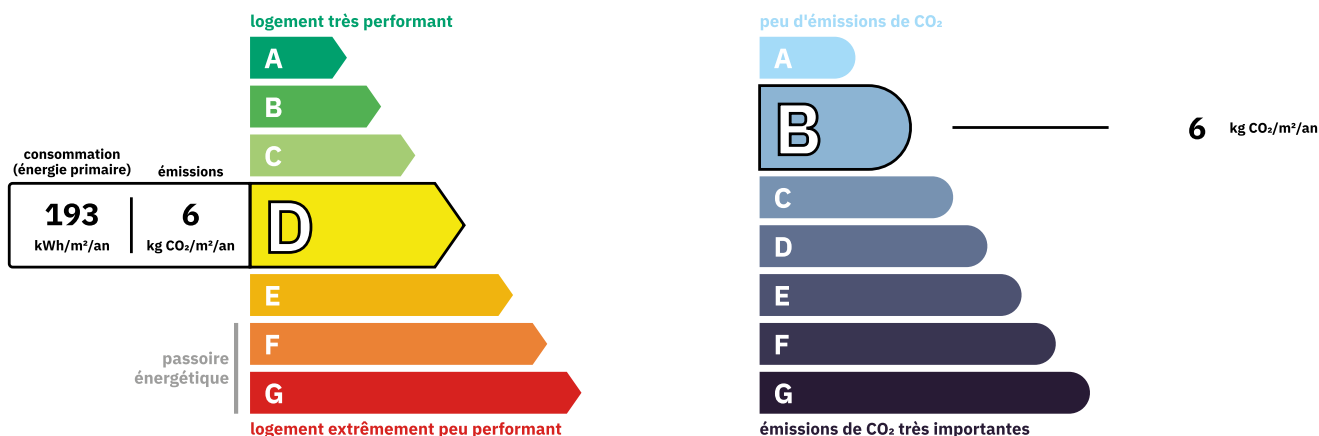 logement très performant
A
B
C
consommation
(énergie primaire)
émissions
193
kWh/m²/an
6
kg CO₂/m²/an
D
E
F
G
passoire
énergétique
logement extrêmement peu performant
peu d'émissions de CO₂
A
B
6 kg CO₂/m²/an
C
D
E
F
G
émissions de CO₂ très importantes